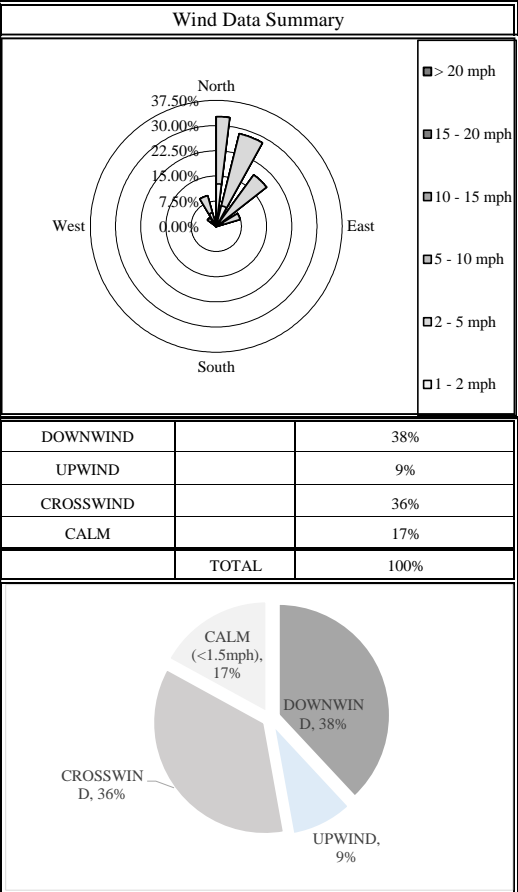 Wind Data Summary
North
37.50%
30.00%
22.50%
15.00%
7.50%
0.00%
West
East
South
> 20 mph
15 - 20 mph
10 - 15 mph
5 - 10 mph
2 - 5 mph
1 - 2 mph
DOWNWIND 38%
UPWIND 9%
CROSSWIND 36%
CALM 17%
TOTAL 100%
CALM
(<1.5mph),
17%
DOWNWIN
D, 38%
CROSSWIN
D, 36%
UPWIND,
9%